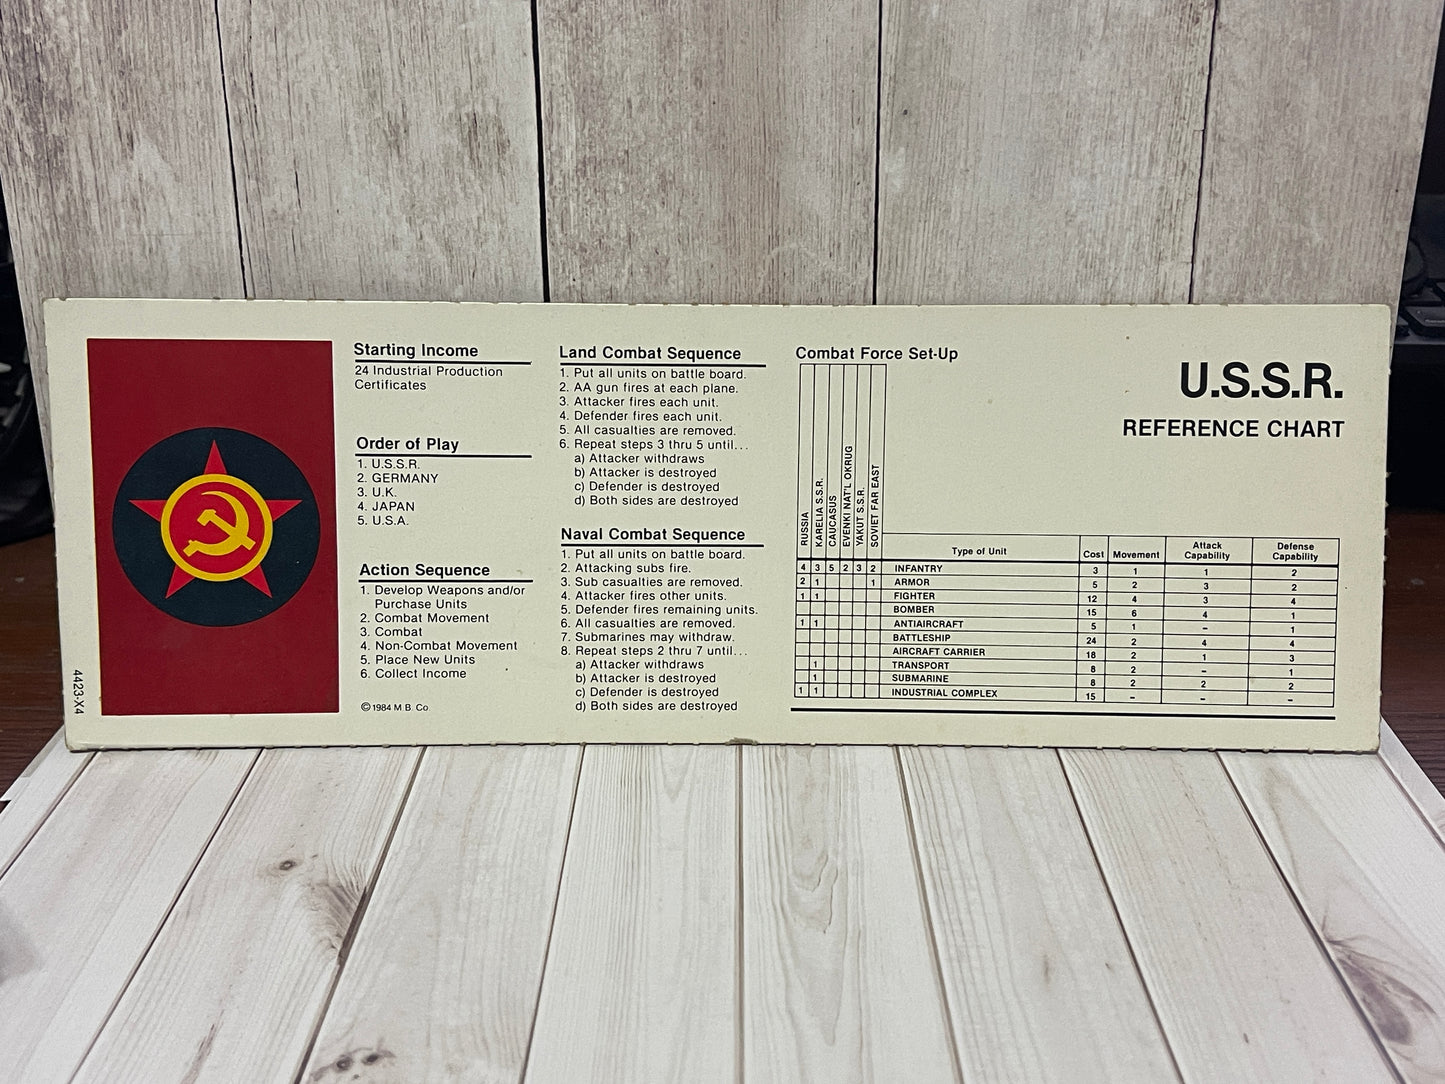 Starting Income
24 Industrial Production
Certificates
Order of Play
1. U.S.S.R.
2. GERMANY
3. U.K.
4. JAPAN
5. U.S.A.
Action Sequence
1. Develop Weapons and/or
Purchase Units
2. Combat Movement
3. Combat
4. Non-Combat Movement
5. Place New Units
6. Collect Income
©1984 M.B. Co.
4423-X4
Land Combat Sequence
1. Put all units on battle board.
2. AA gun fires at each plane.
3. Attacker fires each unit.
4. Defender fires each unit.
5. All casualties are removed.
6. Repeat steps 3 thru 5 until...
a) Attacker withdraws
b) Attacker is destroyed
c) Defender is destroyed
d) Both sides are destroyed
Naval Combat Sequence
1. Put all units on battle board.
2. Attacking subs fire.
3. Sub casualties are removed.
4. Attacker fires other units.
5. Defender fires remaining units.
6. All casualties are removed.
7. Submarines may withdraw.
8. Repeat steps 2 thru 7 until...
a) Attacker withdraws
b) Attacker is destroyed
c) Defender is destroyed
d) Both sides are destroyed
Combat Force Set-Up
U.S.S.R.
REFERENCE CHART
RUSSIA
KARELIA S.S.R.
CAUCASUS
EVENKI NAT'L OKRUG
YAKUT S.S.R.
SOVIET FAR EAST
Type of Unit Cost Movement Attack Capability Defense Capability
4 3 5 2 3 2 INFANTRY 3 1 1 2
2 1 1 ARMOR 5 2 3 2
1 1 FIGHTER 12 4 3 4
BOMBER 15 6 4 1
1 1 ANTIAIRCRAFT 5 1 – 1
BATTLESHIP 24 2 4 4
AIRCRAFT CARRIER 18 2 1 3
1 TRANSPORT 8 2 – 1
1 SUBMARINE 8 2 2 2
1 1 INDUSTRIAL COMPLEX 15 – – –